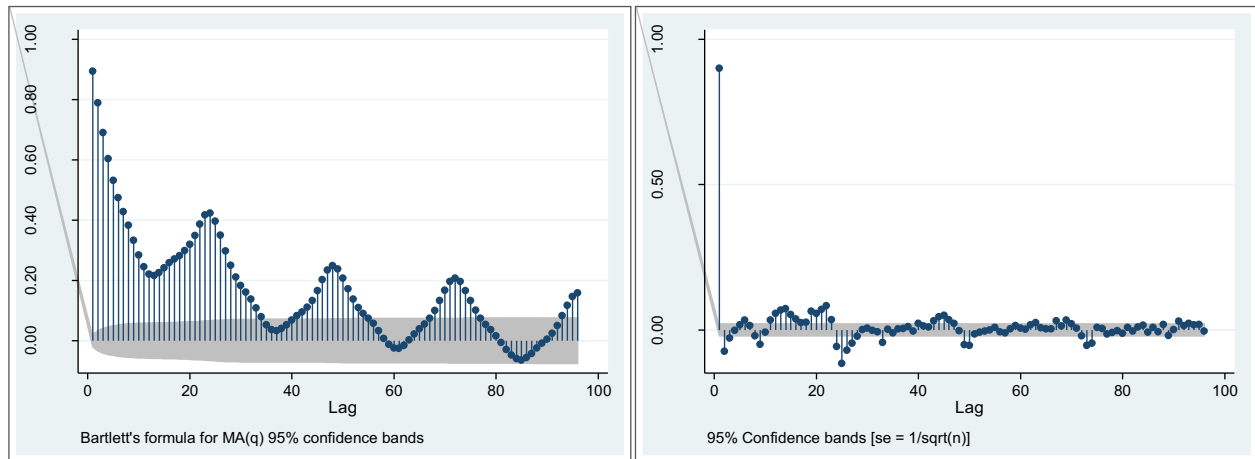 1.00
0.80
0.60
0.40
0.20
0.00
0 20 40 60 80 100
Lag
Bartlett's formula for MA(q) 95% confidence bands
1.00
0.50
0.00
0 20 40 60 80 100
Lag
95% Confidence bands [se = 1/sqrt(n)]